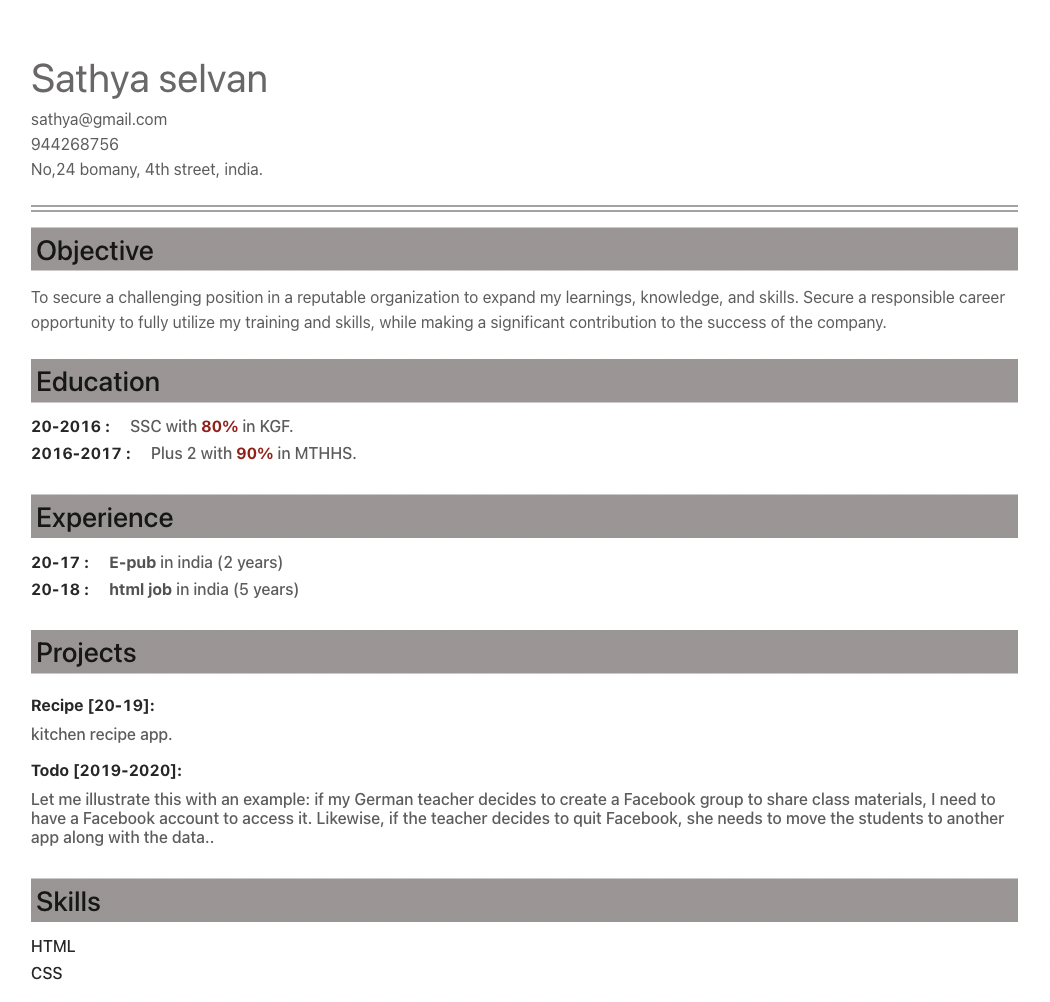 Sathya selvan
sathya@gmail.com
944268756
No,24 bomany, 4th street, india.
Objective
To secure a challenging position in a reputable organization to expand my learnings, knowledge, and skills. Secure a responsible career
opportunity to fully utilize my training and skills, while making a significant contribution to the success of the company.
Education
20-2016 : SSC with 80% in KGF.
2016-2017 : Plus 2 with 90% in MTHHS.
Experience
20-17 : E-pub in india (2 years)
20-18 : html job in india (5 years)
Projects
Recipe [20-19]:
kitchen recipe app.
Todo [2019-2020]:
Let me illustrate this with an example: if my German teacher decides to create a Facebook group to share class materials, I need to
have a Facebook account to access it. Likewise, if the teacher decides to quit Facebook, she needs to move the students to another
app along with the data..
Skills
HTML
CSS